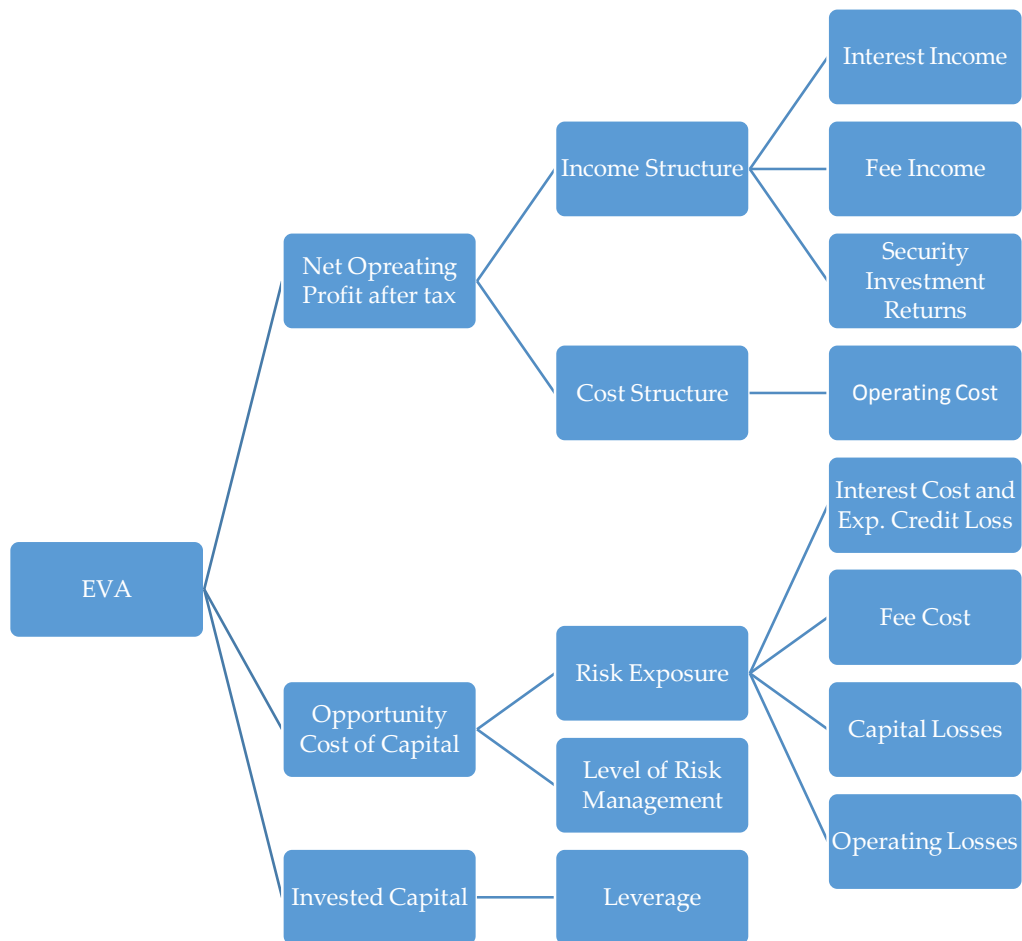 Interest Income
Income Structure
Fee Income
Security
Investment
Returns
Net Opreating
Profit after tax
Cost Structure
Operating Cost
Interest Cost and
Exp. Credit Loss
EVA
Fee Cost
Risk Exposure
Opportunity
Cost of Capital
Capital Losses
Level of Risk
Management
Operating Losses
Invested Capital
Leverage